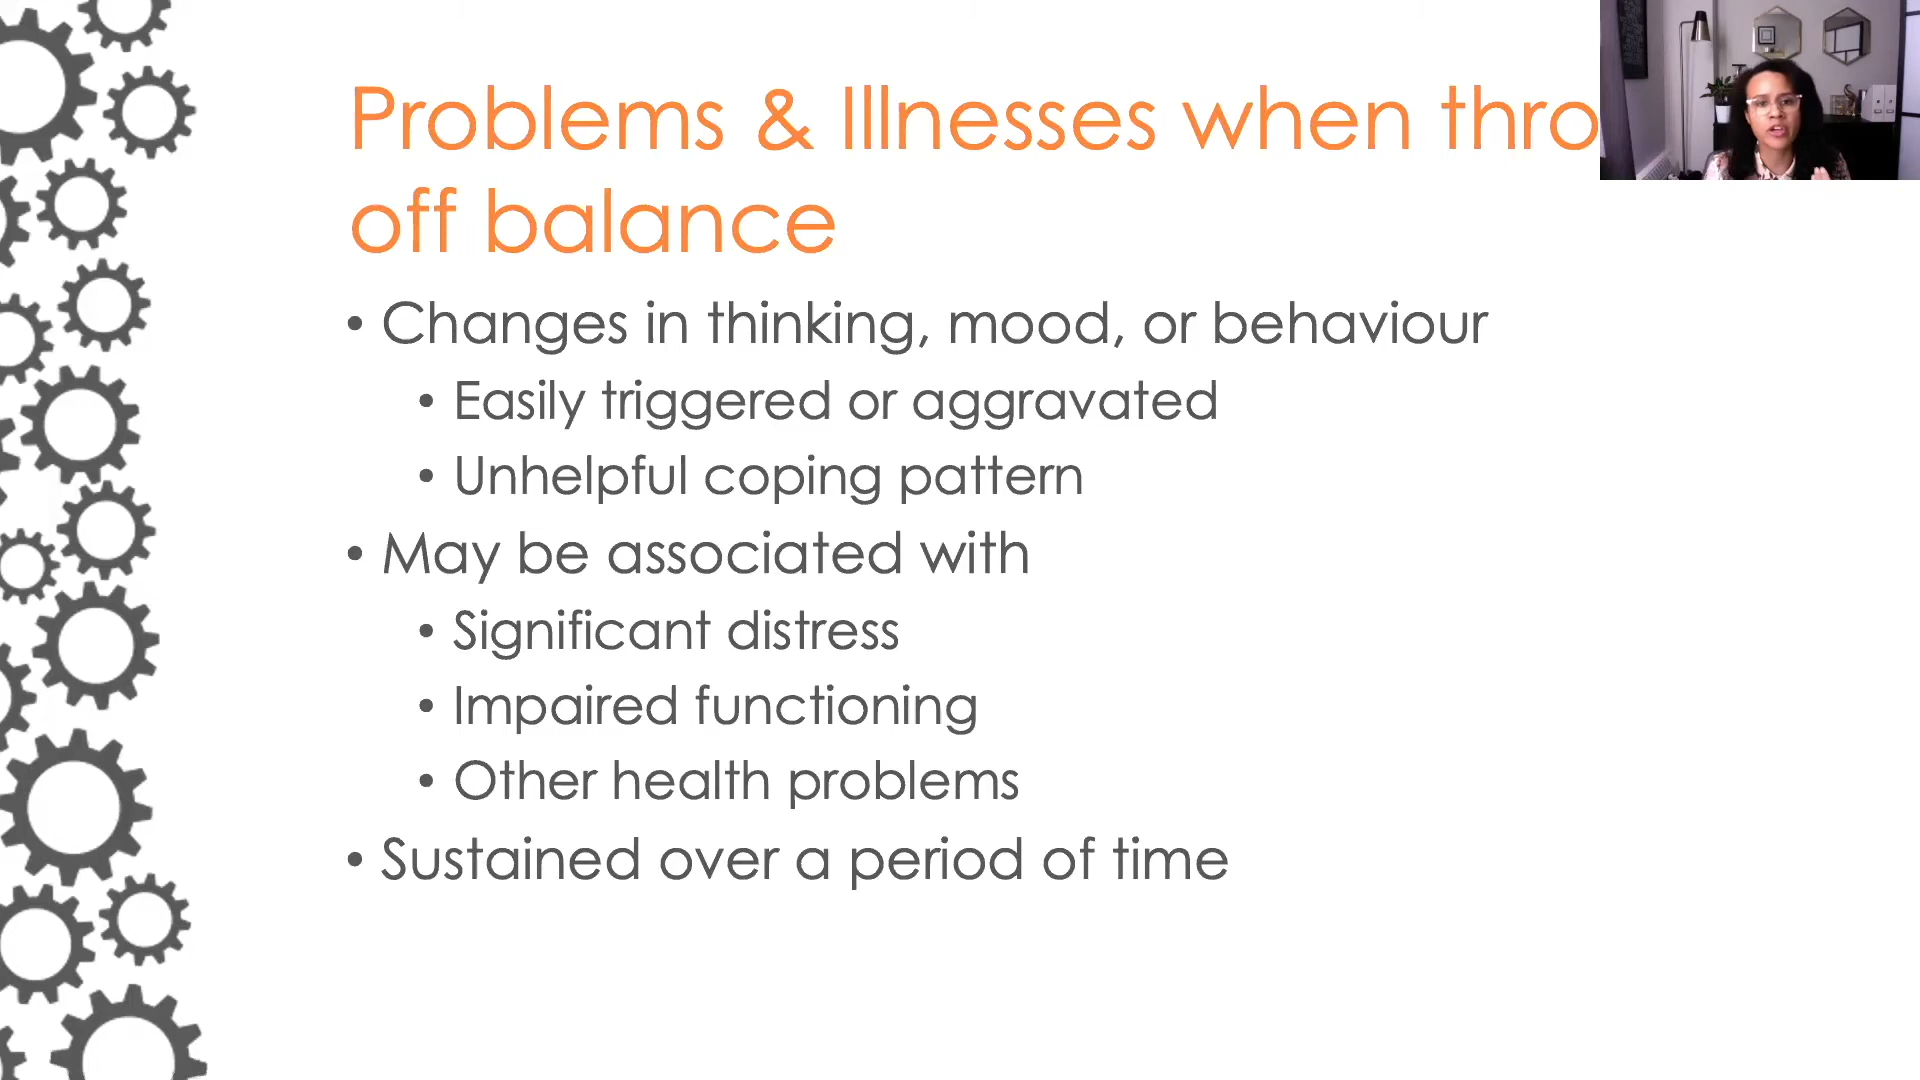 Problems & Illnesses when thro
off balance
• Changes in thinking, mood, or behaviour
• Easily triggered or aggravated
• Unhelpful coping pattern
• May be associated with
• Significant distress
• Impaired functioning
• Other health problems
• Sustained over a period of time